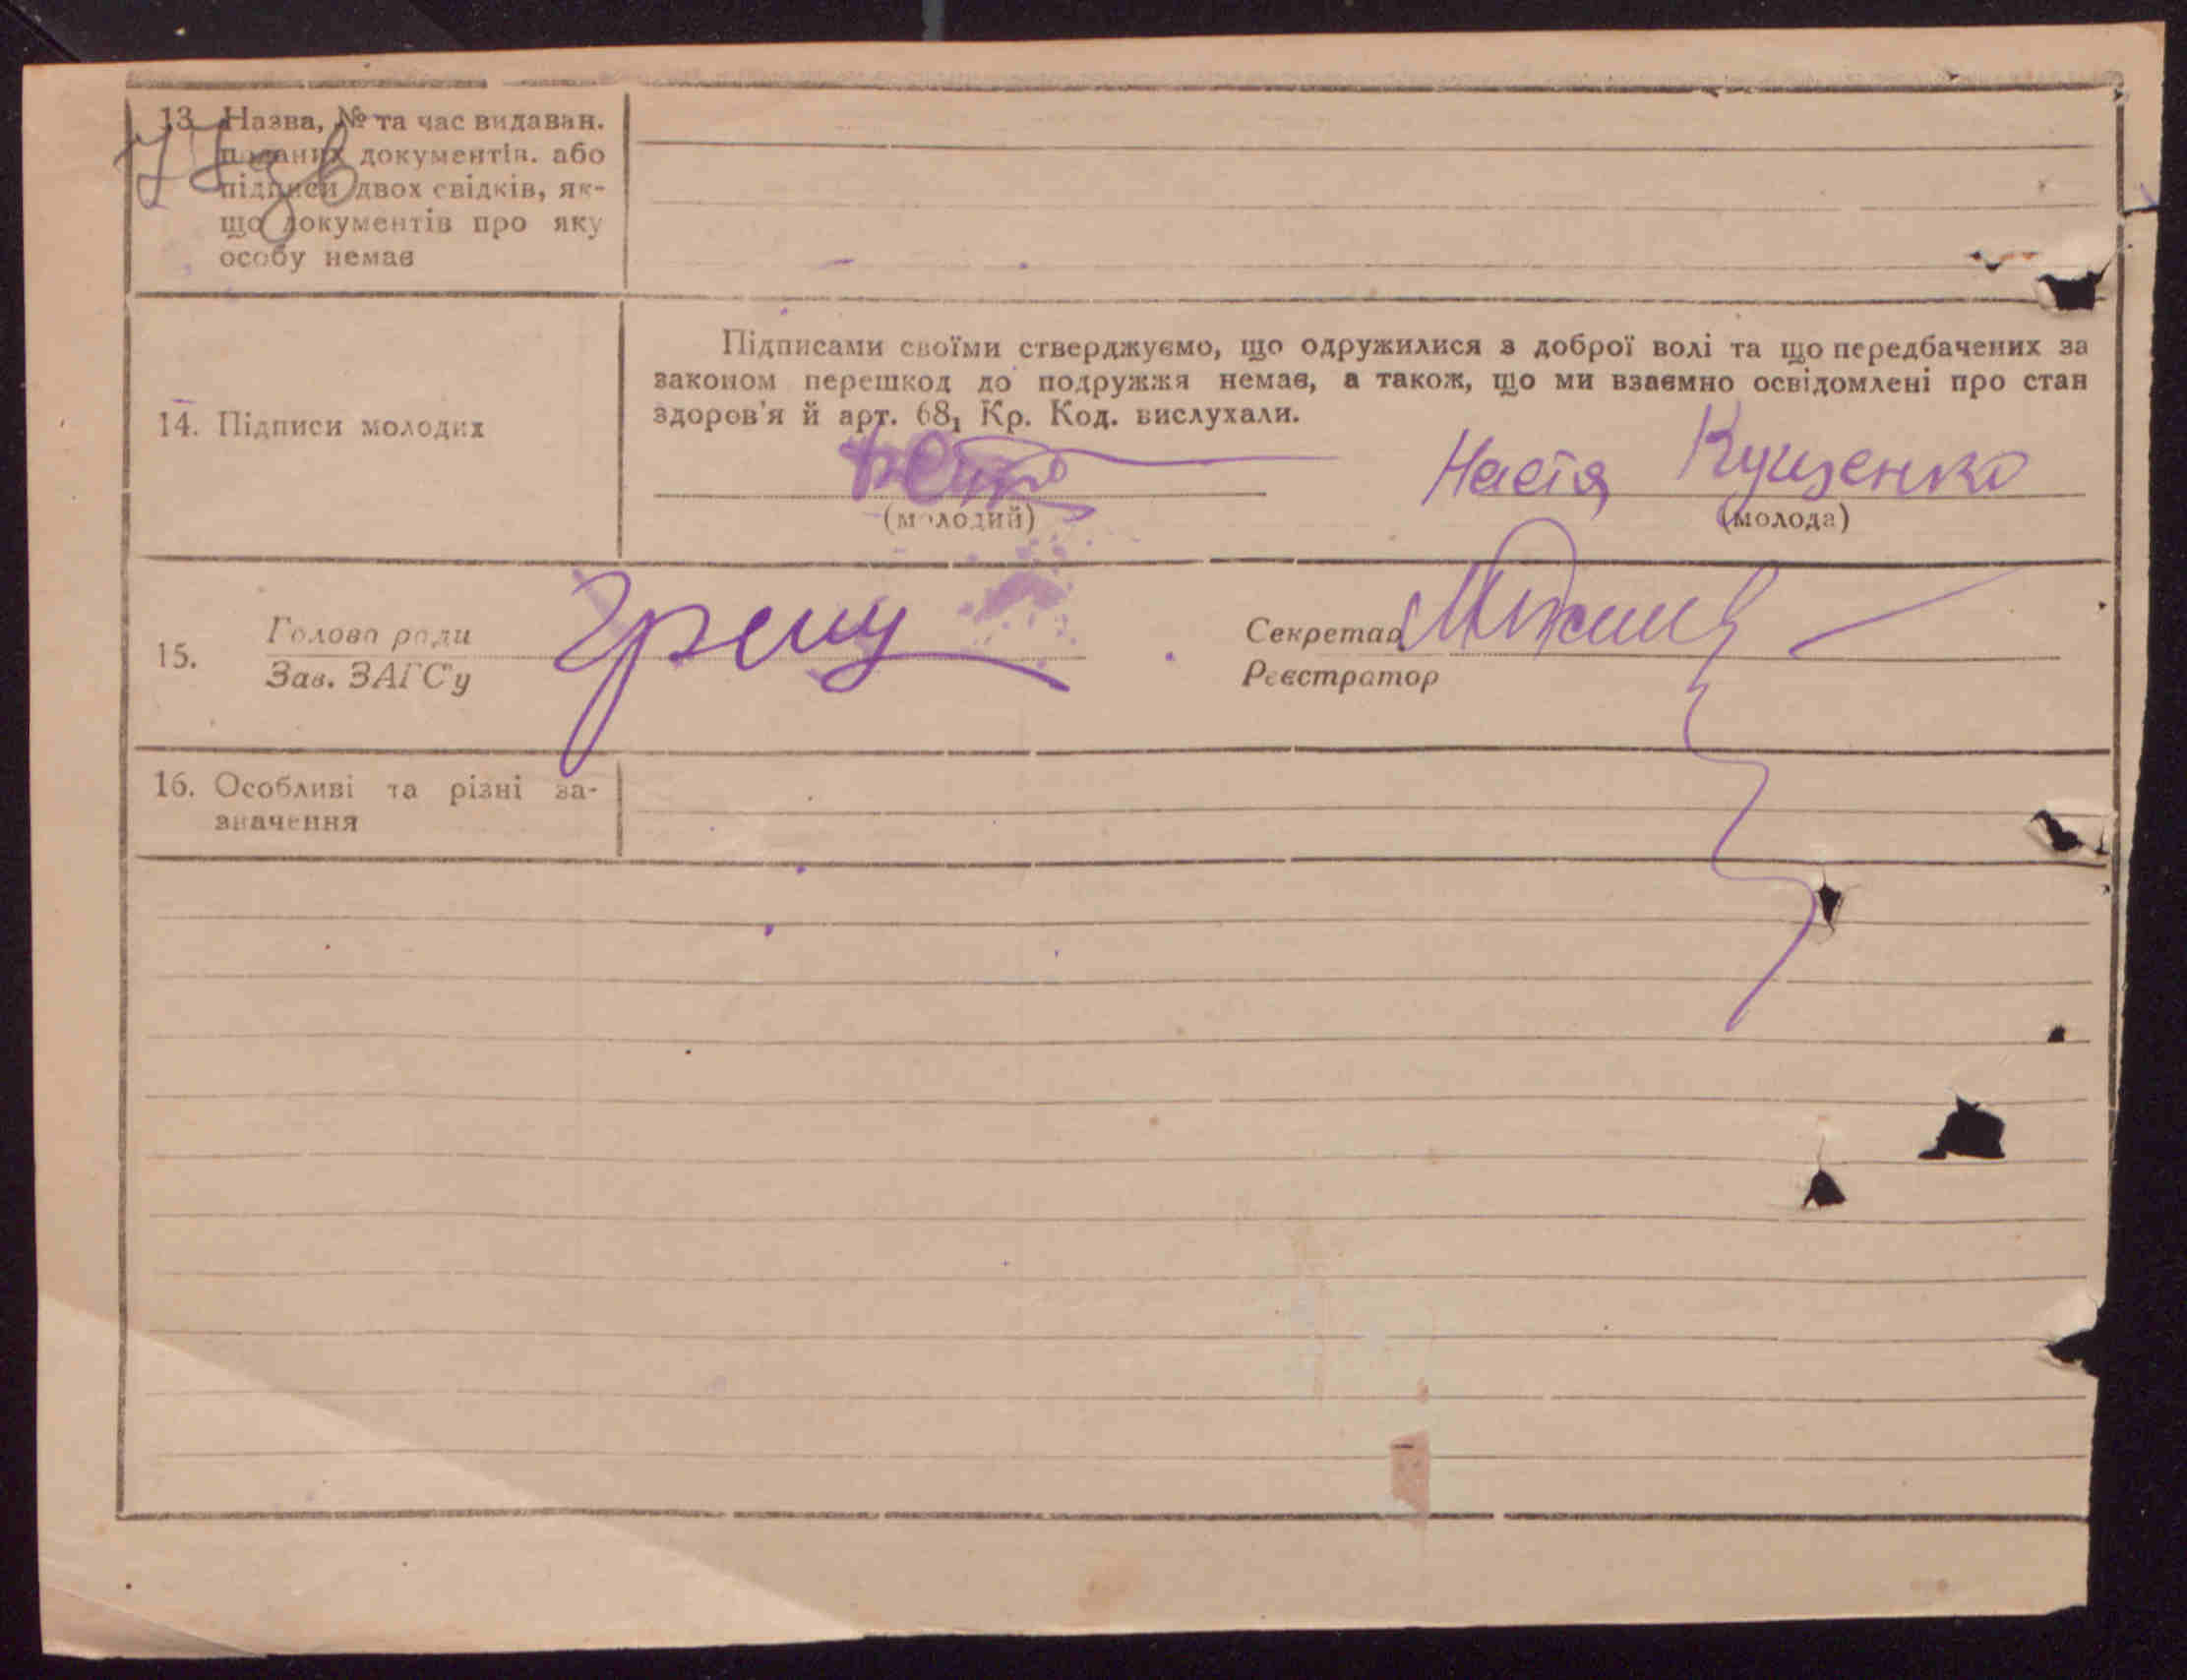 13. Назва, № та час видаван.
поданих документів. або
підписи двох свідків, як-
що документів про яку
особу немає
Підписами своїми стверджуємо, що одружилися з доброї волі та що передбачених за
законом перешкод до подружжя немає, а також, що ми взаємно освідомлені про стан
здоров'я й арт. 68₁ Кр. Код. вислухали.
14. Підписи молодих
Настя Кущенко
(молодий) (молода)
15. Голова ради Секретар
Зав. ЗАГС'у Реєстратор
16. Особливі та різні за-
значення